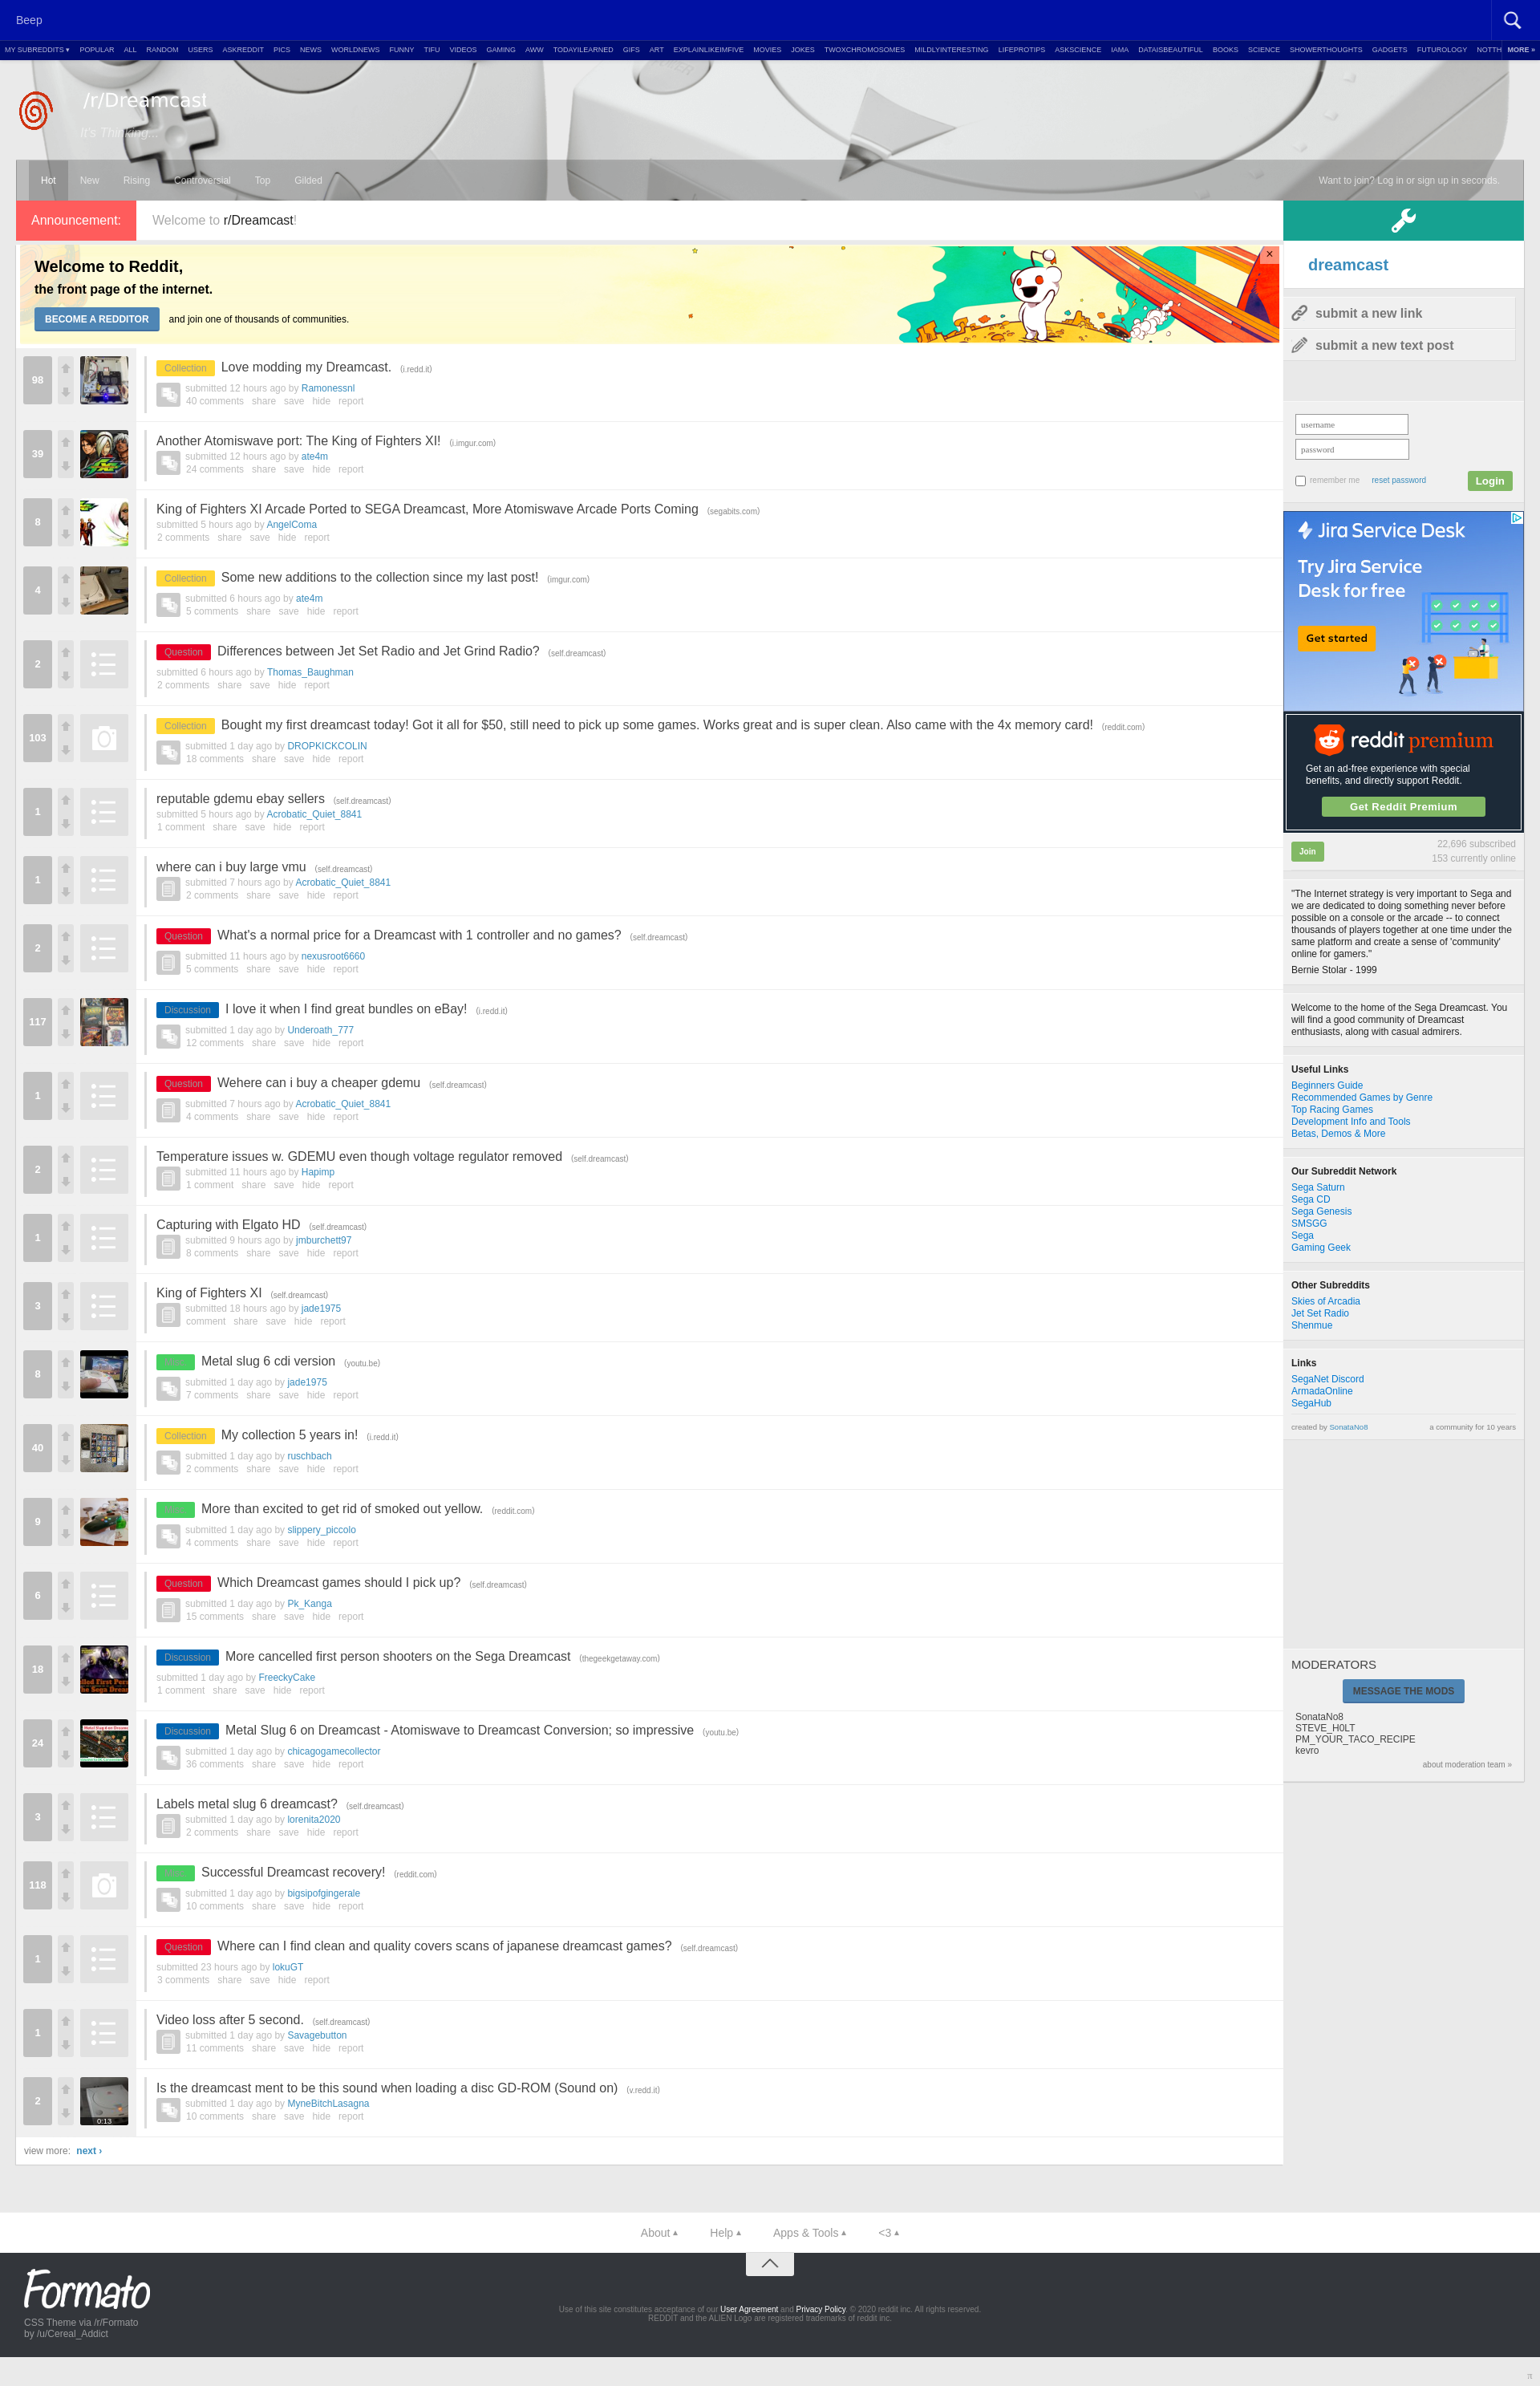 Beep
MY SUBREDDITS ▾ POPULAR ALL RANDOM USERS ASKREDDIT PICS NEWS WORLDNEWS FUNNY TIFU VIDEOS GAMING AWW TODAYILEARNED GIFS ART EXPLAINLIKEIMFIVE MOVIES JOKES TWOXCHROMOSOMES MILDLYINTERESTING LIFEPROTIPS ASKSCIENCE IAMA DATAISBEAUTIFUL BOOKS SCIENCE SHOWERTHOUGHTS GADGETS FUTUROLOGY NOTTH MORE »
/r/Dreamcast
It's Thinking...
Hot New Rising Controversial Top Gilded
Want to join? Log in or sign up in seconds.
Announcement: Welcome to r/Dreamcast!
Welcome to Reddit,
the front page of the internet.
BECOME A REDDITOR and join one of thousands of communities.
98
Collection Love modding my Dreamcast. (i.redd.it)
submitted 12 hours ago by Ramonessnl
40 comments share save hide report
39
Another Atomiswave port: The King of Fighters XI! (i.imgur.com)
submitted 12 hours ago by ate4m
24 comments share save hide report
8
King of Fighters XI Arcade Ported to SEGA Dreamcast, More Atomiswave Arcade Ports Coming (segabits.com)
submitted 5 hours ago by AngelComa
2 comments share save hide report
4
Collection Some new additions to the collection since my last post! (imgur.com)
submitted 6 hours ago by ate4m
5 comments share save hide report
2
Question Differences between Jet Set Radio and Jet Grind Radio? (self.dreamcast)
submitted 6 hours ago by Thomas_Baughman
2 comments share save hide report
103
Collection Bought my first dreamcast today! Got it all for $50, still need to pick up some games. Works great and is super clean. Also came with the 4x memory card! (reddit.com)
submitted 1 day ago by DROPKICKCOLIN
18 comments share save hide report
1
reputable gdemu ebay sellers (self.dreamcast)
submitted 5 hours ago by Acrobatic_Quiet_8841
1 comment share save hide report
1
where can i buy large vmu (self.dreamcast)
submitted 7 hours ago by Acrobatic_Quiet_8841
2 comments share save hide report
2
Question What's a normal price for a Dreamcast with 1 controller and no games? (self.dreamcast)
submitted 11 hours ago by nexusroot6660
5 comments share save hide report
117
Discussion I love it when I find great bundles on eBay! (i.redd.it)
submitted 1 day ago by Underoath_777
12 comments share save hide report
1
Question Wehere can i buy a cheaper gdemu (self.dreamcast)
submitted 7 hours ago by Acrobatic_Quiet_8841
4 comments share save hide report
2
Temperature issues w. GDEMU even though voltage regulator removed (self.dreamcast)
submitted 11 hours ago by Hapimp
1 comment share save hide report
1
Capturing with Elgato HD (self.dreamcast)
submitted 9 hours ago by jmburchett97
8 comments share save hide report
3
King of Fighters XI (self.dreamcast)
submitted 18 hours ago by jade1975
comment share save hide report
8
Metal slug 6 cdi version (youtu.be)
submitted 1 day ago by jade1975
7 comments share save hide report
40
Collection My collection 5 years in! (i.redd.it)
submitted 1 day ago by ruschbach
2 comments share save hide report
9
More than excited to get rid of smoked out yellow. (reddit.com)
submitted 1 day ago by slippery_piccolo
4 comments share save hide report
6
Question Which Dreamcast games should I pick up? (self.dreamcast)
submitted 1 day ago by Pk_Kanga
15 comments share save hide report
18
Discussion More cancelled first person shooters on the Sega Dreamcast (thegeekgetaway.com)
submitted 1 day ago by FreeckyCake
1 comment share save hide report
24
Discussion Metal Slug 6 on Dreamcast - Atomiswave to Dreamcast Conversion; so impressive (youtu.be)
submitted 1 day ago by chicagogamecollector
36 comments share save hide report
3
Labels metal slug 6 dreamcast? (self.dreamcast)
submitted 1 day ago by lorenita2020
2 comments share save hide report
118
Successful Dreamcast recovery! (reddit.com)
submitted 1 day ago by bigsipofgingerale
10 comments share save hide report
1
Question Where can I find clean and quality covers scans of japanese dreamcast games? (self.dreamcast)
submitted 23 hours ago by lokuGT
3 comments share save hide report
1
Video loss after 5 second. (self.dreamcast)
submitted 1 day ago by Savagebutton
11 comments share save hide report
2
0:13
Is the dreamcast ment to be this sound when loading a disc GD-ROM (Sound on) (v.redd.it)
submitted 1 day ago by MyneBitchLasagna
10 comments share save hide report
view more: next ›
dreamcast
submit a new link
submit a new text post
username
password
remember me reset password Login
Jira Service Desk
Try Jira Service
Desk for free
Get started
reddit premium
Get an ad-free experience with special
benefits, and directly support Reddit.
Get Reddit Premium
Join 22,696 subscribed
153 currently online
"The Internet strategy is very important to Sega and
we are dedicated to doing something never before
possible on a console or the arcade -- to connect
thousands of players together at one time under the
same platform and create a sense of 'community'
online for gamers."
Bernie Stolar - 1999
Welcome to the home of the Sega Dreamcast. You
will find a good community of Dreamcast
enthusiasts, along with casual admirers.
Useful Links
Beginners Guide
Recommended Games by Genre
Top Racing Games
Development Info and Tools
Betas, Demos & More
Our Subreddit Network
Sega Saturn
Sega CD
Sega Genesis
SMSGG
Sega
Gaming Geek
Other Subreddits
Skies of Arcadia
Jet Set Radio
Shenmue
Links
SegaNet Discord
ArmadaOnline
SegaHub
created by SonataNo8 a community for 10 years
MODERATORS
MESSAGE THE MODS
SonataNo8
STEVE_H0LT
PM_YOUR_TACO_RECIPE
kevro
about moderation team »
About ▴ Help ▴ Apps & Tools ▴ <3 ▴
Formato
CSS Theme via /r/Formato
by /u/Cereal_Addict
Use of this site constitutes acceptance of our User Agreement and Privacy Policy. © 2020 reddit inc. All rights reserved.
REDDIT and the ALIEN Logo are registered trademarks of reddit inc.
π